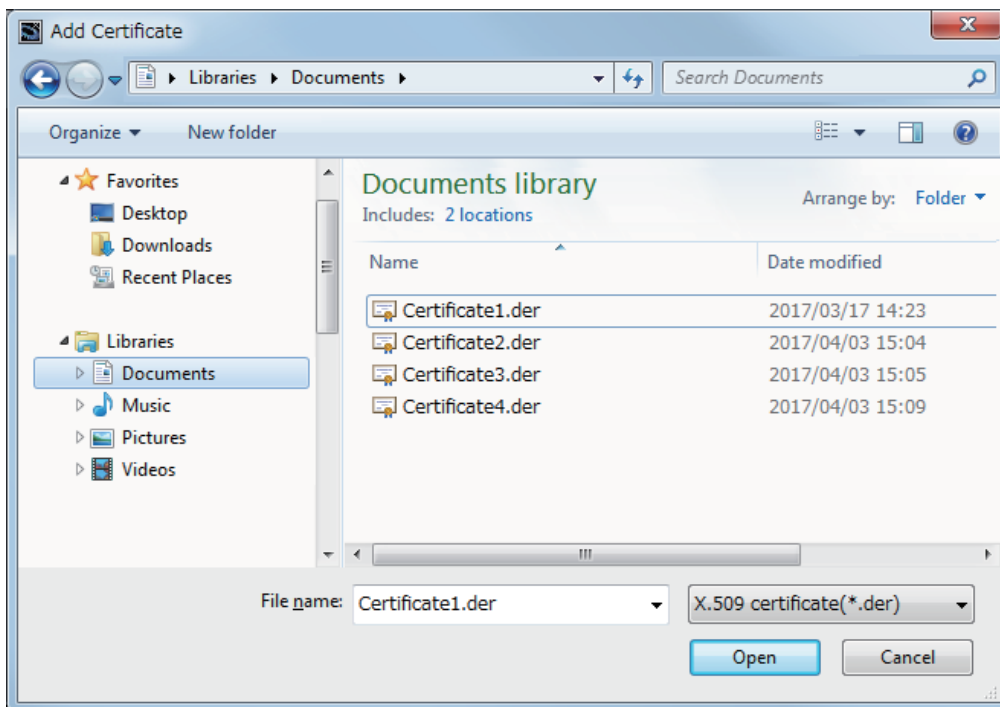 Add Certificate
Libraries Documents
Search Documents
Organize New folder
Favorites
Desktop
Downloads
Recent Places
Libraries
Documents
Music
Pictures
Videos
Documents library
Includes: 2 locations
Arrange by: Folder
Name Date modified
Certificate1.der 2017/03/17 14:23
Certificate2.der 2017/04/03 15:04
Certificate3.der 2017/04/03 15:05
Certificate4.der 2017/04/03 15:09
File name: Certificate1.der X.509 certificate(*.der)
Open Cancel